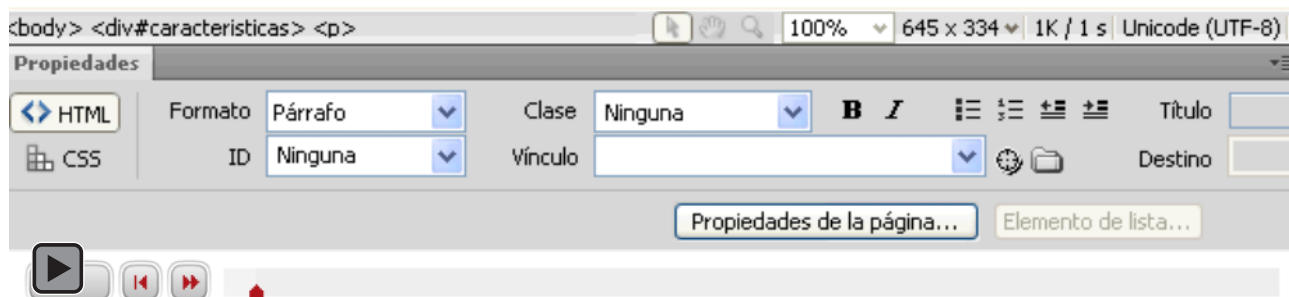 <body> <div#caracteristicas> <p> 100% 645 x 334 1K / 1 s Unicode (UTF-8)
Propiedades
<> HTML Formato Párrafo Clase Ninguna B I Título
CSS ID Ninguna Vínculo Destino
Propiedades de la página... Elemento de lista...